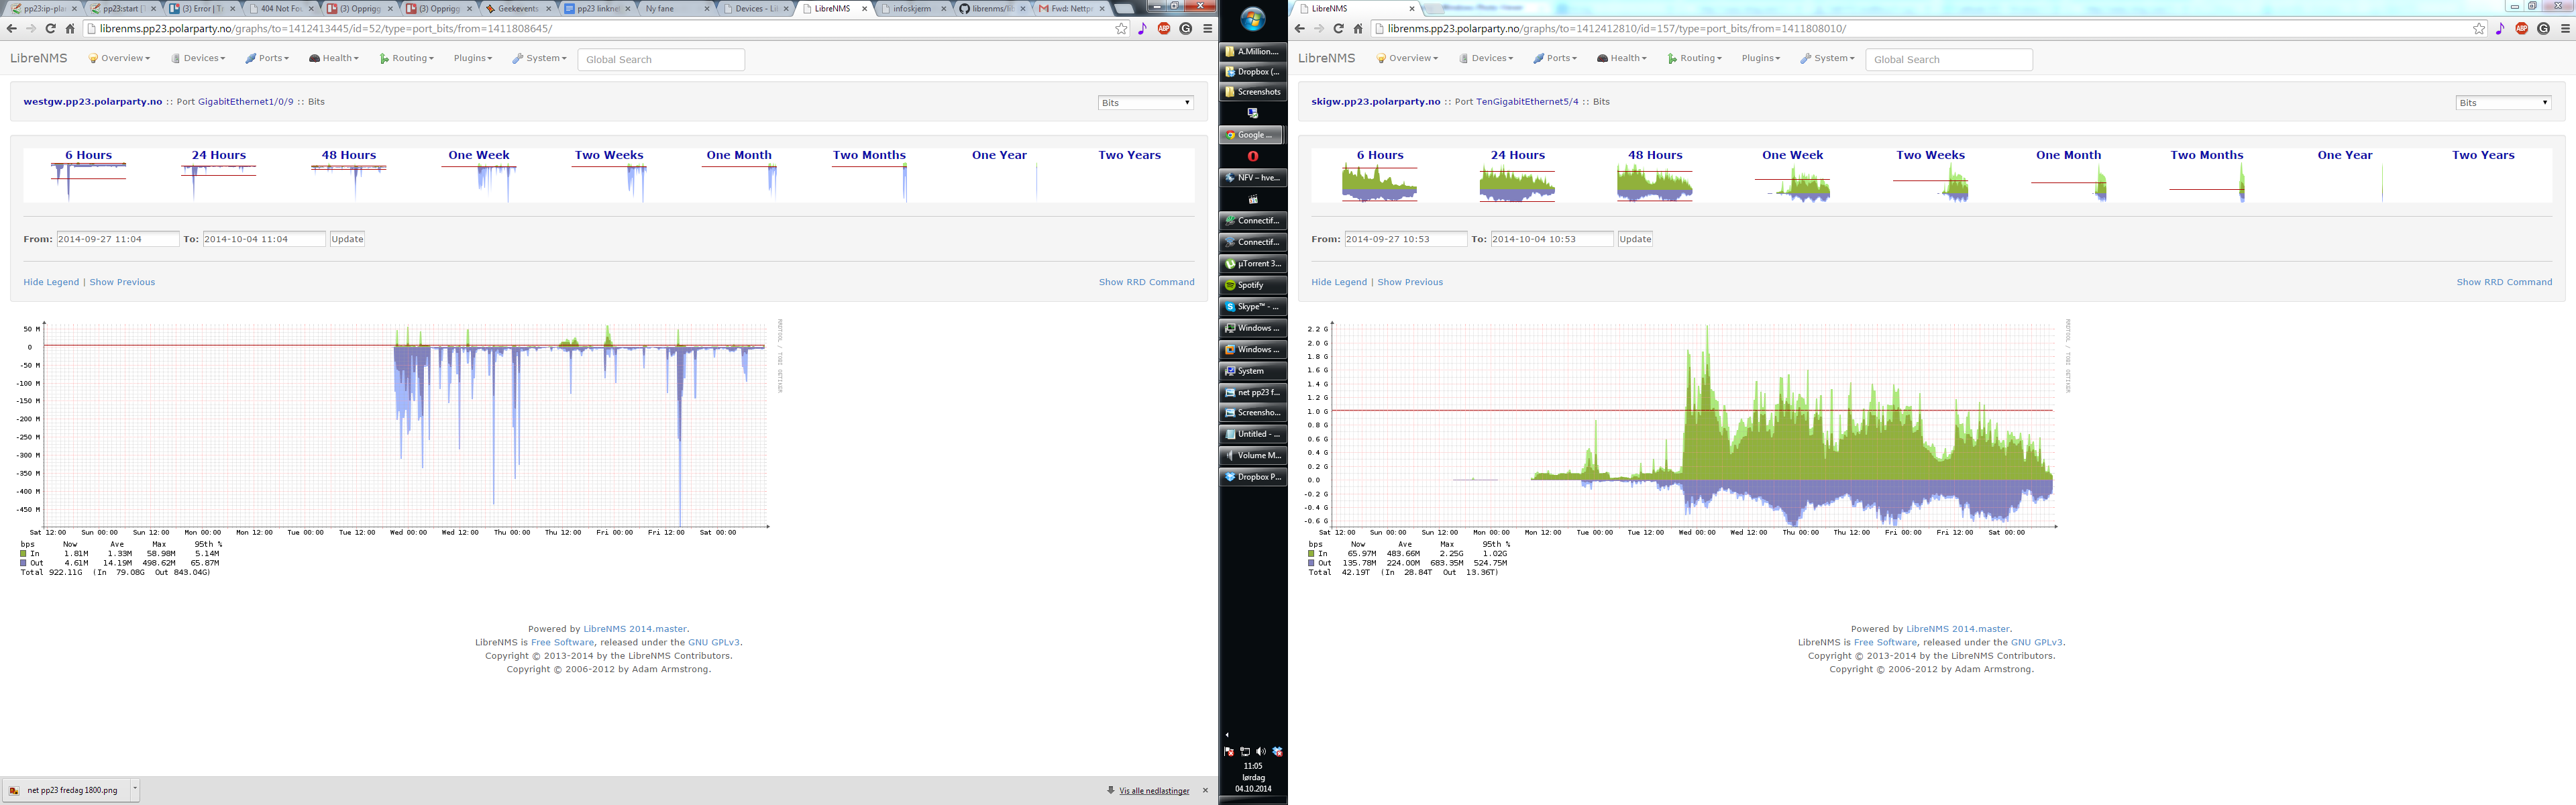 pp23:ip-plan
pp23:start [
(3) Error | Tr
404 Not Fou
(3) Opprigg
(3) Opprigg
Geekevents
pp23 linknet
Ny fane
Devices - Lib
LibreNMS
infoskjerm
librenms/lib
Fwd: Nettpr
librenms.pp23.polarparty.no/graphs/to=1412413445/id=52/type=port_bits/from=1411808645/
LibreNMS Overview Devices Ports Health Routing Plugins System Global Search
westgw.pp23.polarparty.no :: Port GigabitEthernet1/0/9 :: Bits
Bits
6 Hours 24 Hours 48 Hours One Week Two Weeks One Month Two Months One Year Two Years
From: 2014-09-27 11:04 To: 2014-10-04 11:04 Update
Hide Legend | Show Previous
Show RRD Command
50 M
0
-50 M
-100 M
-150 M
-200 M
-250 M
-300 M
-350 M
-400 M
-450 M
RRDTOOL / TOBI OETIKER
Sat 12:00 Sun 00:00 Sun 12:00 Mon 00:00 Mon 12:00 Tue 00:00 Tue 12:00 Wed 00:00 Wed 12:00 Thu 00:00 Thu 12:00 Fri 00:00 Fri 12:00 Sat 00:00
bps Now Ave Max 95th %
In 1.81M 1.33M 58.98M 5.14M
Out 4.61M 14.19M 498.62M 65.87M
Total 922.11G (In 79.08G Out 843.04G)
Powered by LibreNMS 2014.master.
LibreNMS is Free Software, released under the GNU GPLv3.
Copyright © 2013-2014 by the LibreNMS Contributors.
Copyright © 2006-2012 by Adam Armstrong.
net pp23 fredag 1800.png
Vis alle nedlastinger
A.Million....
Dropbox (...
Screenshots
Google ...
NFV – hve...
Connectif...
Connectif...
µTorrent 3...
Spotify
Skype™ - ...
Windows ...
Windows ...
System
net pp23 f...
Screensho...
Untitled - ...
Volume M...
Dropbox P...
11:05
lørdag
04.10.2014
LibreNMS
librenms.pp23.polarparty.no/graphs/to=1412412810/id=157/type=port_bits/from=1411808010/
LibreNMS Overview Devices Ports Health Routing Plugins System Global Search
skigw.pp23.polarparty.no :: Port TenGigabitEthernet5/4 :: Bits
Bits
6 Hours 24 Hours 48 Hours One Week Two Weeks One Month Two Months One Year Two Years
From: 2014-09-27 10:53 To: 2014-10-04 10:53 Update
Hide Legend | Show Previous
Show RRD Command
2.2 G
2.0 G
1.8 G
1.6 G
1.4 G
1.2 G
1.0 G
0.8 G
0.6 G
0.4 G
0.2 G
0.0
-0.2 G
-0.4 G
-0.6 G
RRDTOOL / TOBI OETIKER
Sat 12:00 Sun 00:00 Sun 12:00 Mon 00:00 Mon 12:00 Tue 00:00 Tue 12:00 Wed 00:00 Wed 12:00 Thu 00:00 Thu 12:00 Fri 00:00 Fri 12:00 Sat 00:00
bps Now Ave Max 95th %
In 65.97M 483.66M 2.25G 1.02G
Out 135.78M 224.00M 683.35M 524.75M
Total 42.19T (In 28.84T Out 13.36T)
Powered by LibreNMS 2014.master.
LibreNMS is Free Software, released under the GNU GPLv3.
Copyright © 2013-2014 by the LibreNMS Contributors.
Copyright © 2006-2012 by Adam Armstrong.